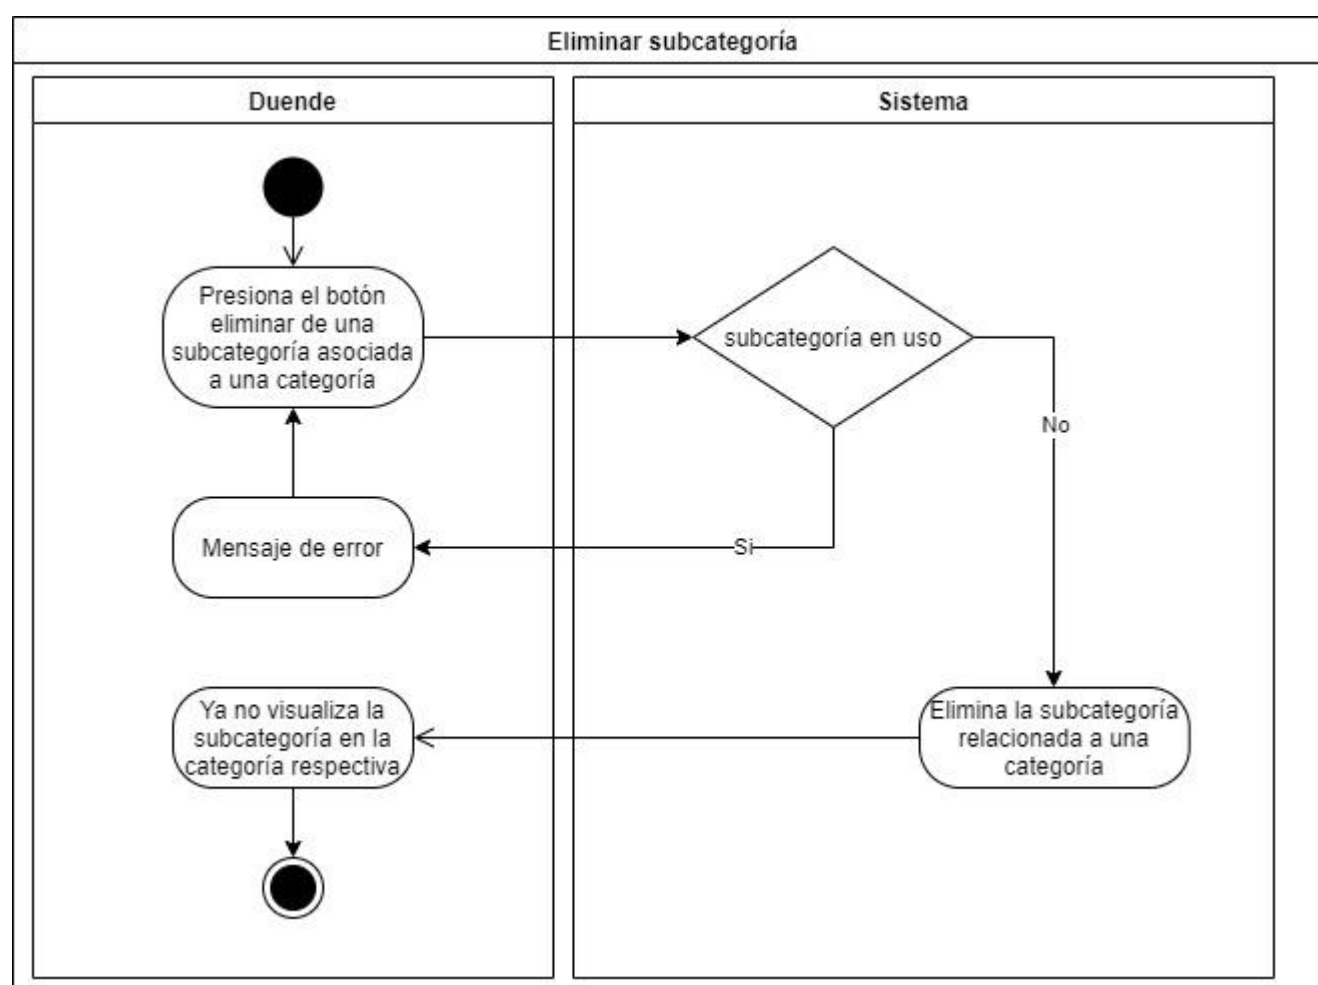 Eliminar subcategoría
Duende
Sistema
Presiona el botón
eliminar de una
subcategoría asociada
a una categoría
subcategoría en uso
No
Mensaje de error
Si
Ya no visualiza la
subcategoría en la
categoría respectiva
Elimina la subcategoría
relacionada a una
categoría